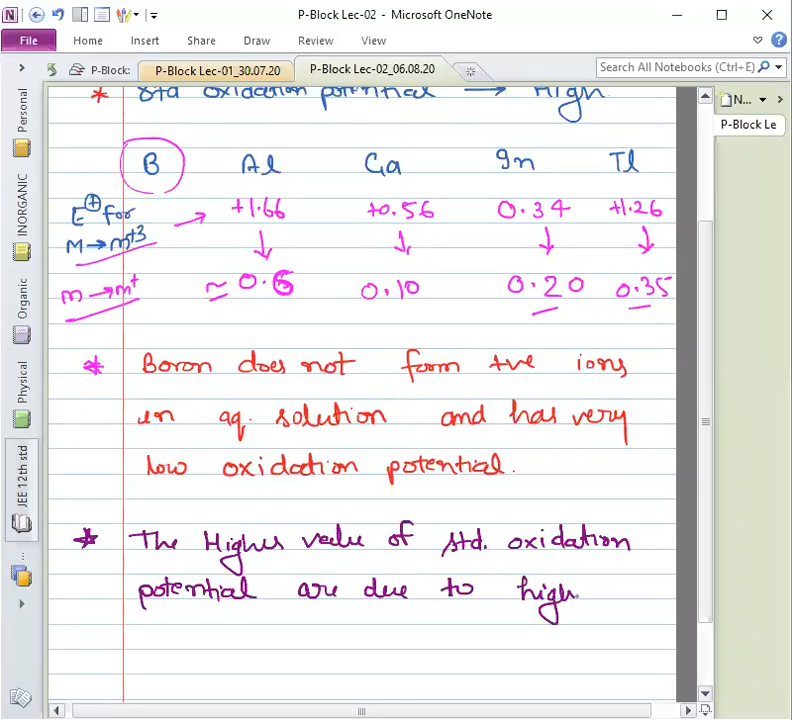 P-Block Lec-02 - Microsoft OneNote
File Home Insert Share Draw Review View
P-Block: P-Block Lec-01_30.07.20 P-Block Lec-02_06.08.20 Search All Notebooks (Ctrl+E)
N...
P-Block Le
Personal
INORGANIC
Organic
Physical
JEE 12th std
* Std oxidation potential → High
B Al Ga In Tl
E⊕ for → +1.66 +0.56 0.34 +1.26
M→m+3 ↓ ↓ ↓ ↓
m→m+ ≈ 0.6 0.10 0.20 0.35
* Boron does not form +ve ions
in aq. solution and has very
low oxidation potential.
* The Higher value of std. oxidation
potential are due to high